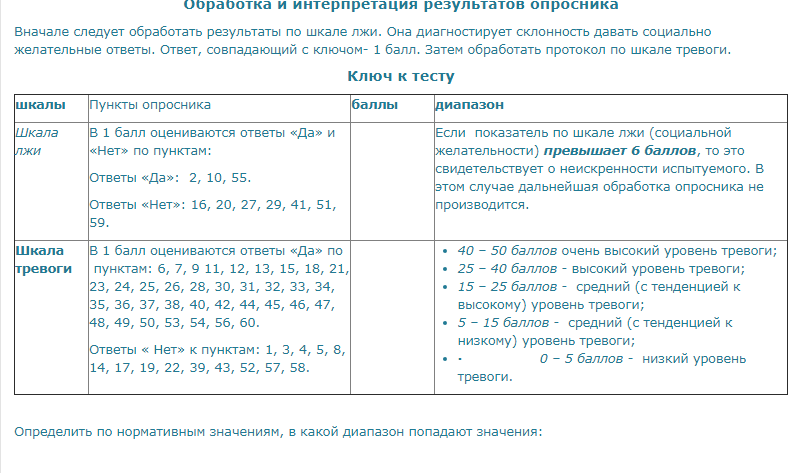 Обработка и интерпретация результатов опросника
Вначале следует обработать результаты по шкале лжи. Она диагностирует склонность давать социально
желательные ответы. Ответ, совпадающий с ключом- 1 балл. Затем обработать протокол по шкале тревоги.
Ключ к тесту
шкалы
Пункты опросника
баллы
диапазон
Шкала
лжи
В 1 балл оцениваются ответы «Да» и
«Нет» по пунктам:
Ответы «Да»: 2, 10, 55.
Ответы «Нет»: 16, 20, 27, 29, 41, 51,
59.
Если показатель по шкале лжи (социальной
желательности) превышает 6 баллов, то это
свидетельствует о неискренности испытуемого. В
этом случае дальнейшая обработка опросника не
производится.
Шкала
тревоги
В 1 балл оцениваются ответы «Да» по
пунктам: 6, 7, 9 11, 12, 13, 15, 18, 21,
23, 24, 25, 26, 28, 30, 31, 32, 33, 34,
35, 36, 37, 38, 40, 42, 44, 45, 46, 47,
48, 49, 50, 53, 54, 56, 60.
Ответы « Нет» к пунктам: 1, 3, 4, 5, 8,
14, 17, 19, 22, 39, 43, 52, 57, 58.
• 40 – 50 баллов очень высокий уровень тревоги;
• 25 – 40 баллов - высокий уровень тревоги;
• 15 – 25 баллов - средний (с тенденцией к
высокому) уровень тревоги;
• 5 – 15 баллов - средний (с тенденцией к
низкому) уровень тревоги;
• · 0 – 5 баллов - низкий уровень
тревоги.
Определить по нормативным значениям, в какой диапазон попадают значения: